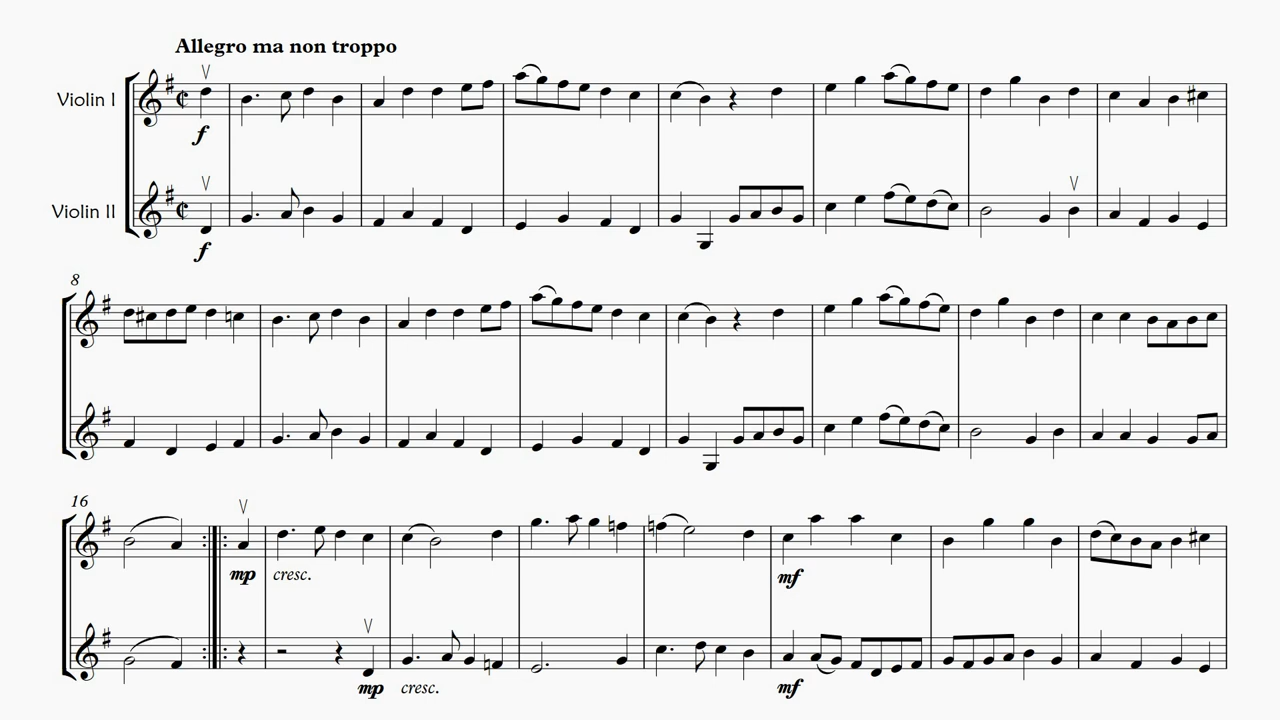 Allegro ma non troppo
Violin I
f
Violin II
f
8
16
mp cresc. mf
mp cresc. mf